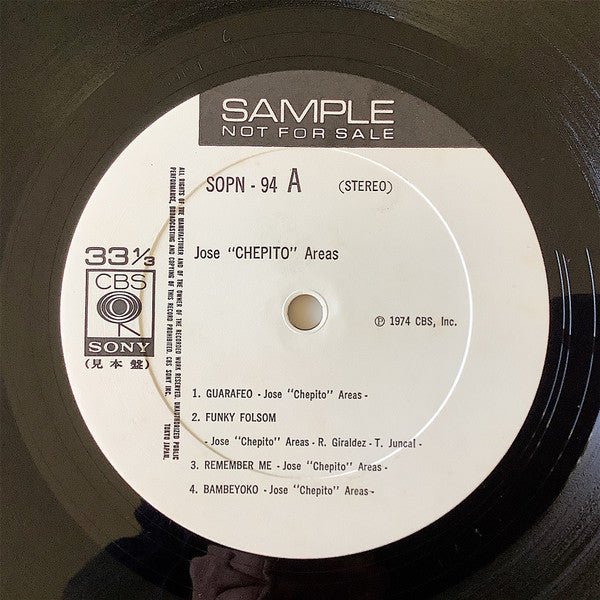 SAMPLE
NOT FOR SALE
SOPN - 94 A (STEREO)
Jose "CHEPITO" Areas
33 1/3
CBS
SONY
(見本盤)
℗ 1974 CBS, Inc.
1. GUARAFEO - Jose "Chepito" Areas -
2. FUNKY FOLSOM
- Jose "Chepito" Areas - R. Giraldez - T. Juncal -
3. REMEMBER ME - Jose "Chepito" Areas -
4. BAMBEYOKO - Jose "Chepito" Areas -
ALL RIGHTS OF THE MANUFACTURER AND OF THE OWNER OF THE RECORDED WORK RESERVED. UNAUTHORIZED PUBLIC
PERFORMANCE, BROADCASTING AND COPYING OF THIS RECORD PROHIBITED. CBS SONY INC.
TOKYO JAPAN.